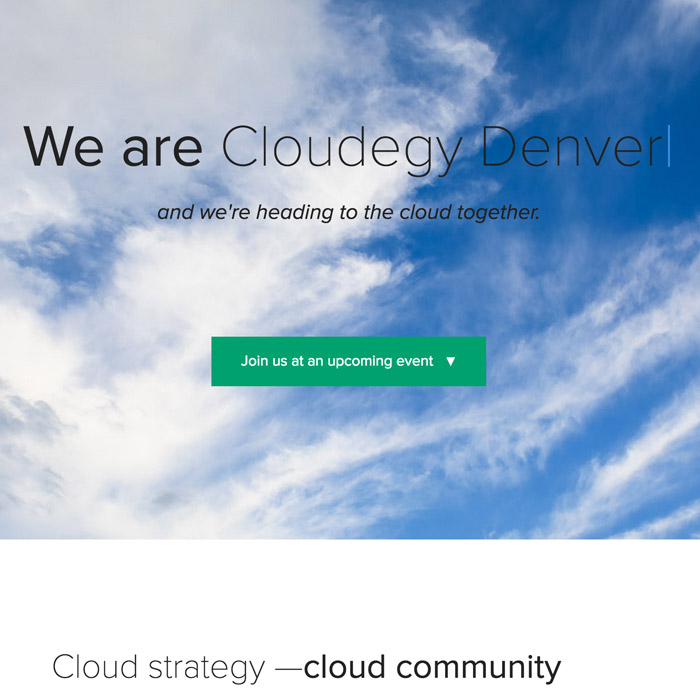 We are Cloudegy Denver
and we're heading to the cloud together.
Join us at an upcoming event ▼
Cloud strategy —cloud community